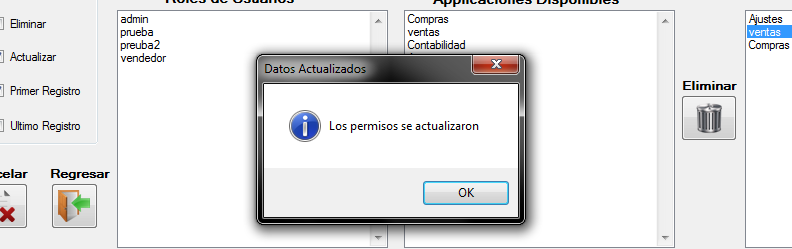 Roles de Usuarios
Applicaciones Disponibles
Eliminar
Actualizar
Primer Registro
Ultimo Registro
Regresar
admin
prueba
preuba2
vendedor
Compras
ventas
Contabilidad
Datos Actualizados
Los permisos se actualizaron
OK
Eliminar
Ajustes
ventas
Compras